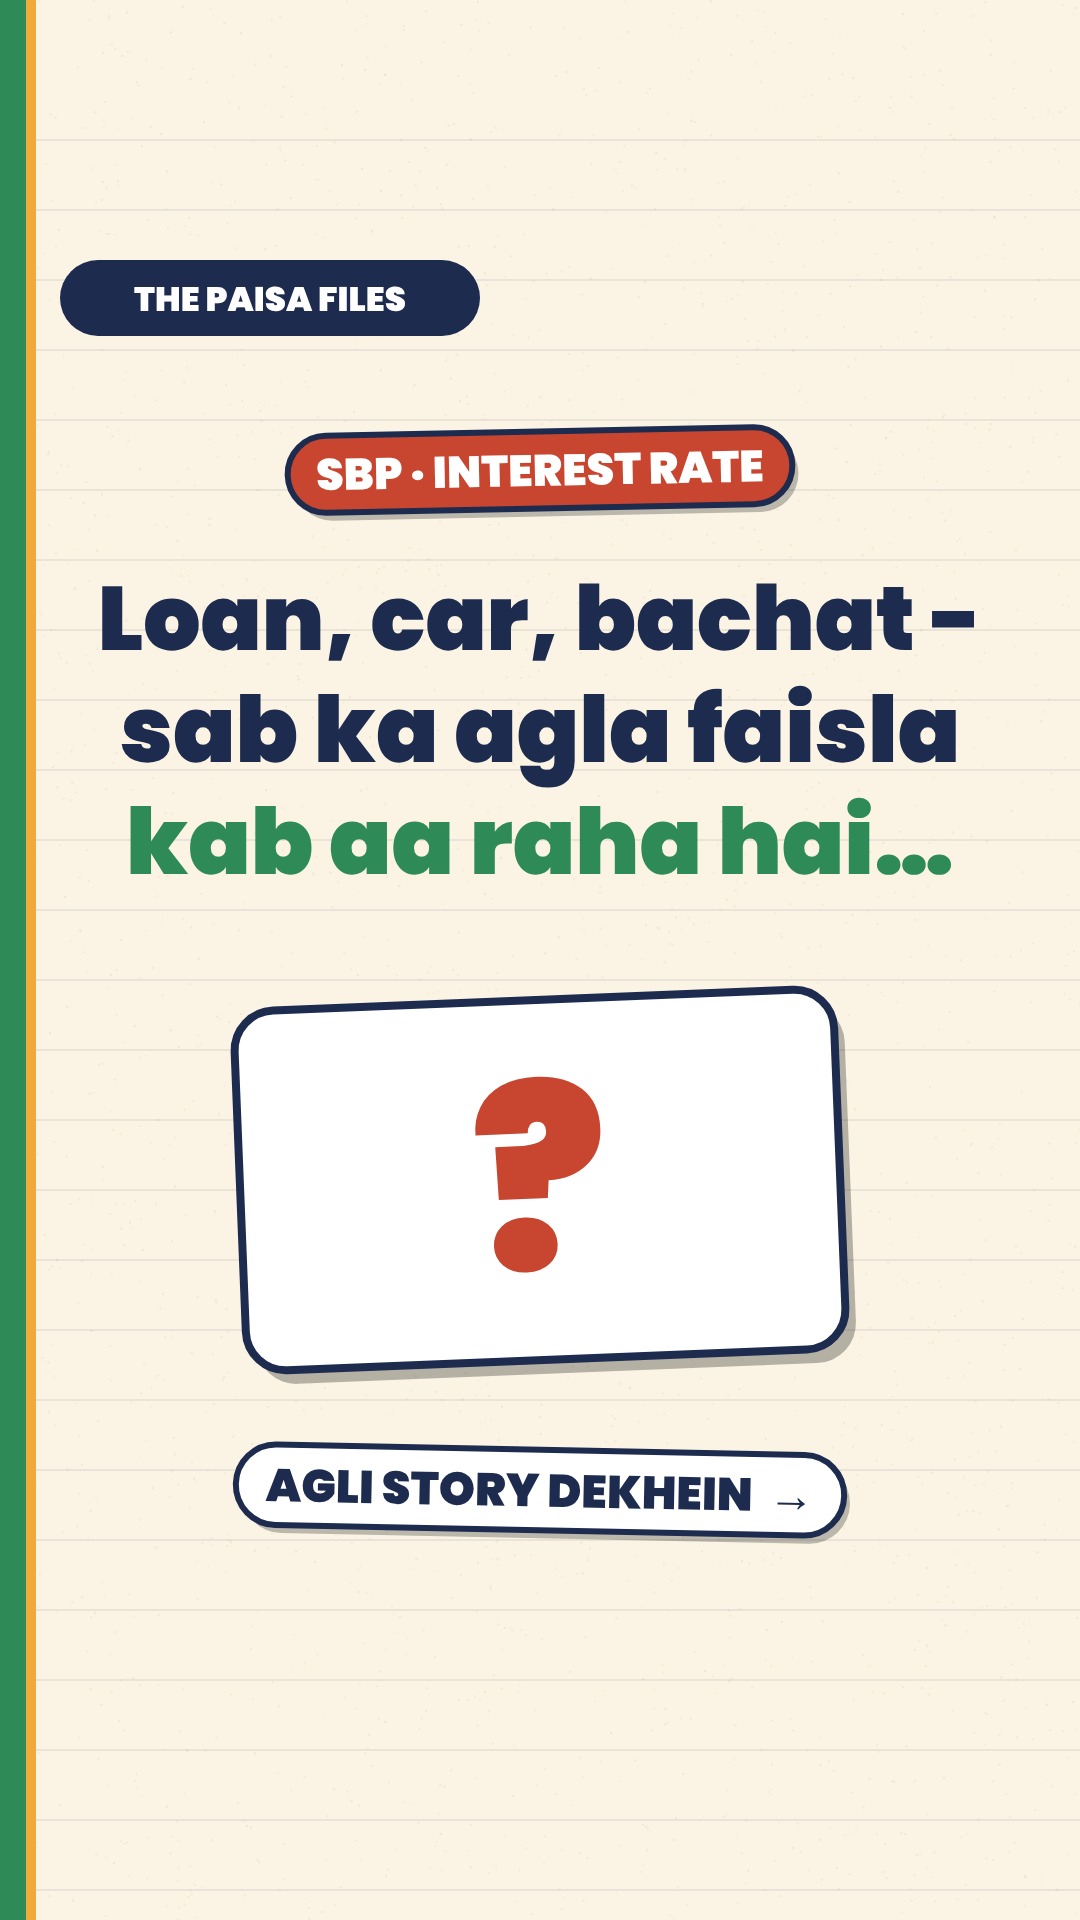 THE PAISA FILES
SBP · INTEREST RATE
Loan, car, bachat –
sab ka agla faisla
kab aa raha hai...
?
AGLI STORY DEKHEIN →